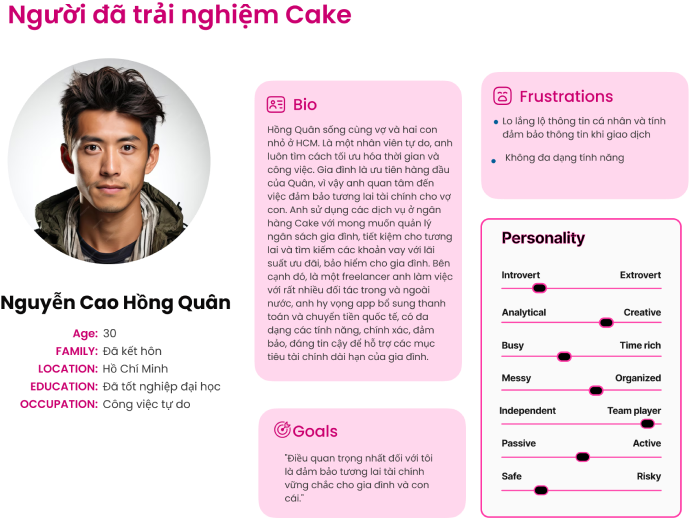 Người đã trải nghiệm Cake
Nguyễn Cao Hồng Quân
Age: 30
FAMILY: Đã kết hôn
LOCATION: Hồ Chí Minh
EDUCATION: Đã tốt nghiệp đại học
OCCUPATION: Công việc tự do
Bio
Hồng Quân sống cùng vợ và hai con
nhỏ ở HCM. Là một nhân viên tự do, anh
luôn tìm cách tối ưu hóa thời gian và
công việc. Gia đình là ưu tiên hàng đầu
của Quân, vì vậy anh quan tâm đến
việc đảm bảo tương lai tài chính cho vợ
con. Anh sử dụng các dịch vụ ở ngân
hàng Cake với mong muốn quản lý
ngân sách gia đình, tiết kiệm cho tương
lai và tìm kiếm các khoản vay với lãi
suất ưu đãi, bảo hiểm cho gia đình. Bên
cạnh đó, là một freelancer anh làm việc
với rất nhiều đối tác trong và ngoài
nước, anh hy vọng app bổ sung thanh
toán và chuyển tiền quốc tế, có đa
dạng các tính năng, chính xác, đảm
bảo, đáng tin cậy để hỗ trợ các mục
tiêu tài chính dài hạn của gia đình.
Goals
"Điều quan trọng nhất đối với tôi
là đảm bảo tương lai tài chính
vững chắc cho gia đình và con
cái."
Frustrations
Lo lắng lộ thông tin cá nhân và tính
đảm bảo thông tin khi giao dịch
Không đa dạng tính năng
Personality
Introvert Extrovert
Analytical Creative
Busy Time rich
Messy Organized
Independent Team player
Passive Active
Safe Risky